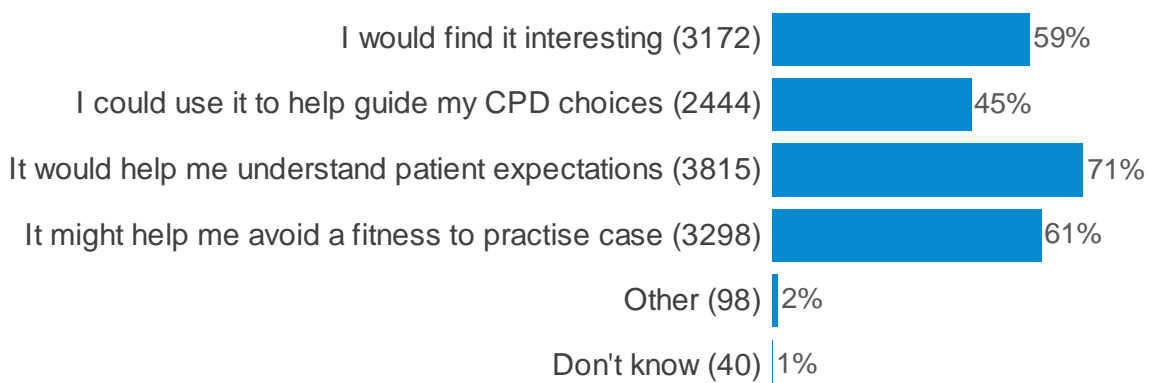 I would find it interesting (3172) 59%
I could use it to help guide my CPD choices (2444) 45%
It would help me understand patient expectations (3815) 71%
It might help me avoid a fitness to practise case (3298) 61%
Other (98) 2%
Don't know (40) 1%